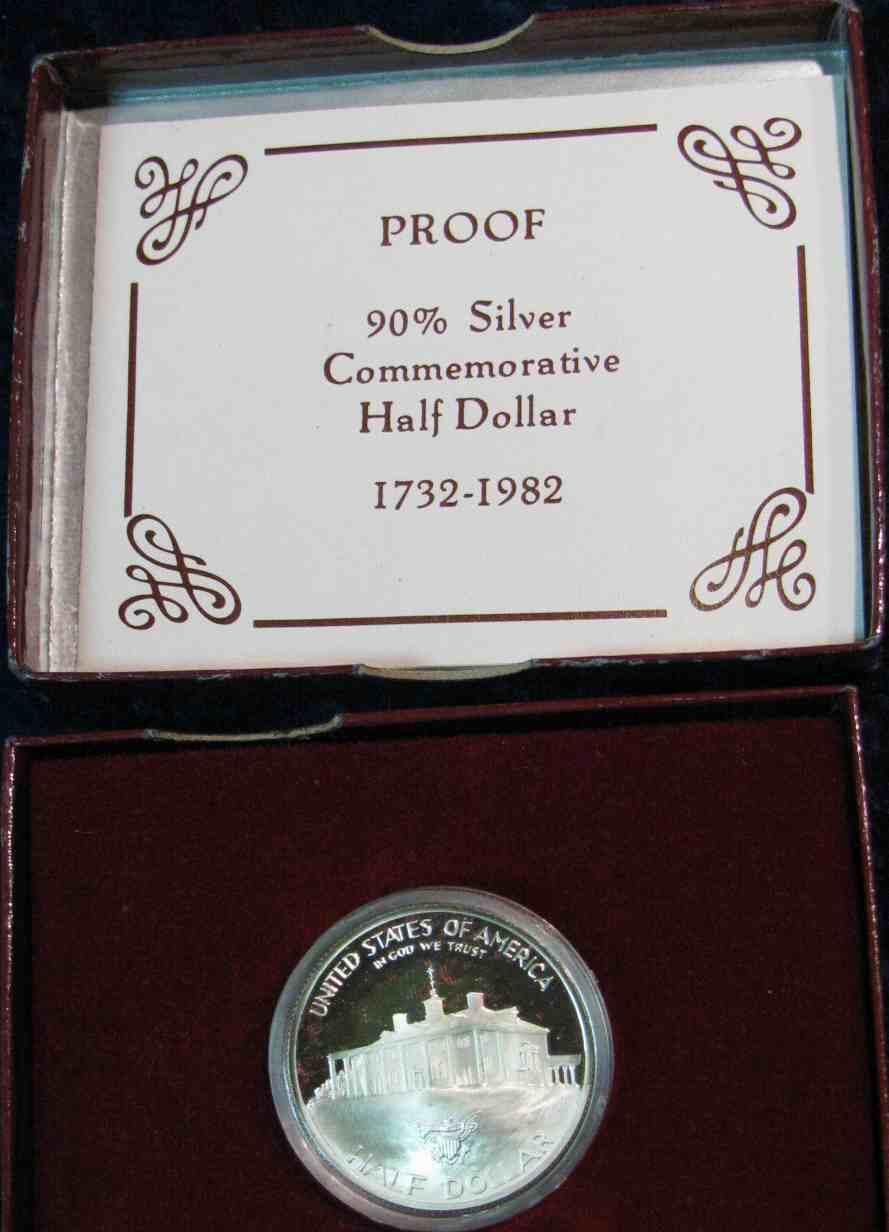 PROOF
90% Silver
Commemorative
Half Dollar
1732-1982
UNITED STATES OF AMERICA
IN GOD WE TRUST
HALF DOLLAR